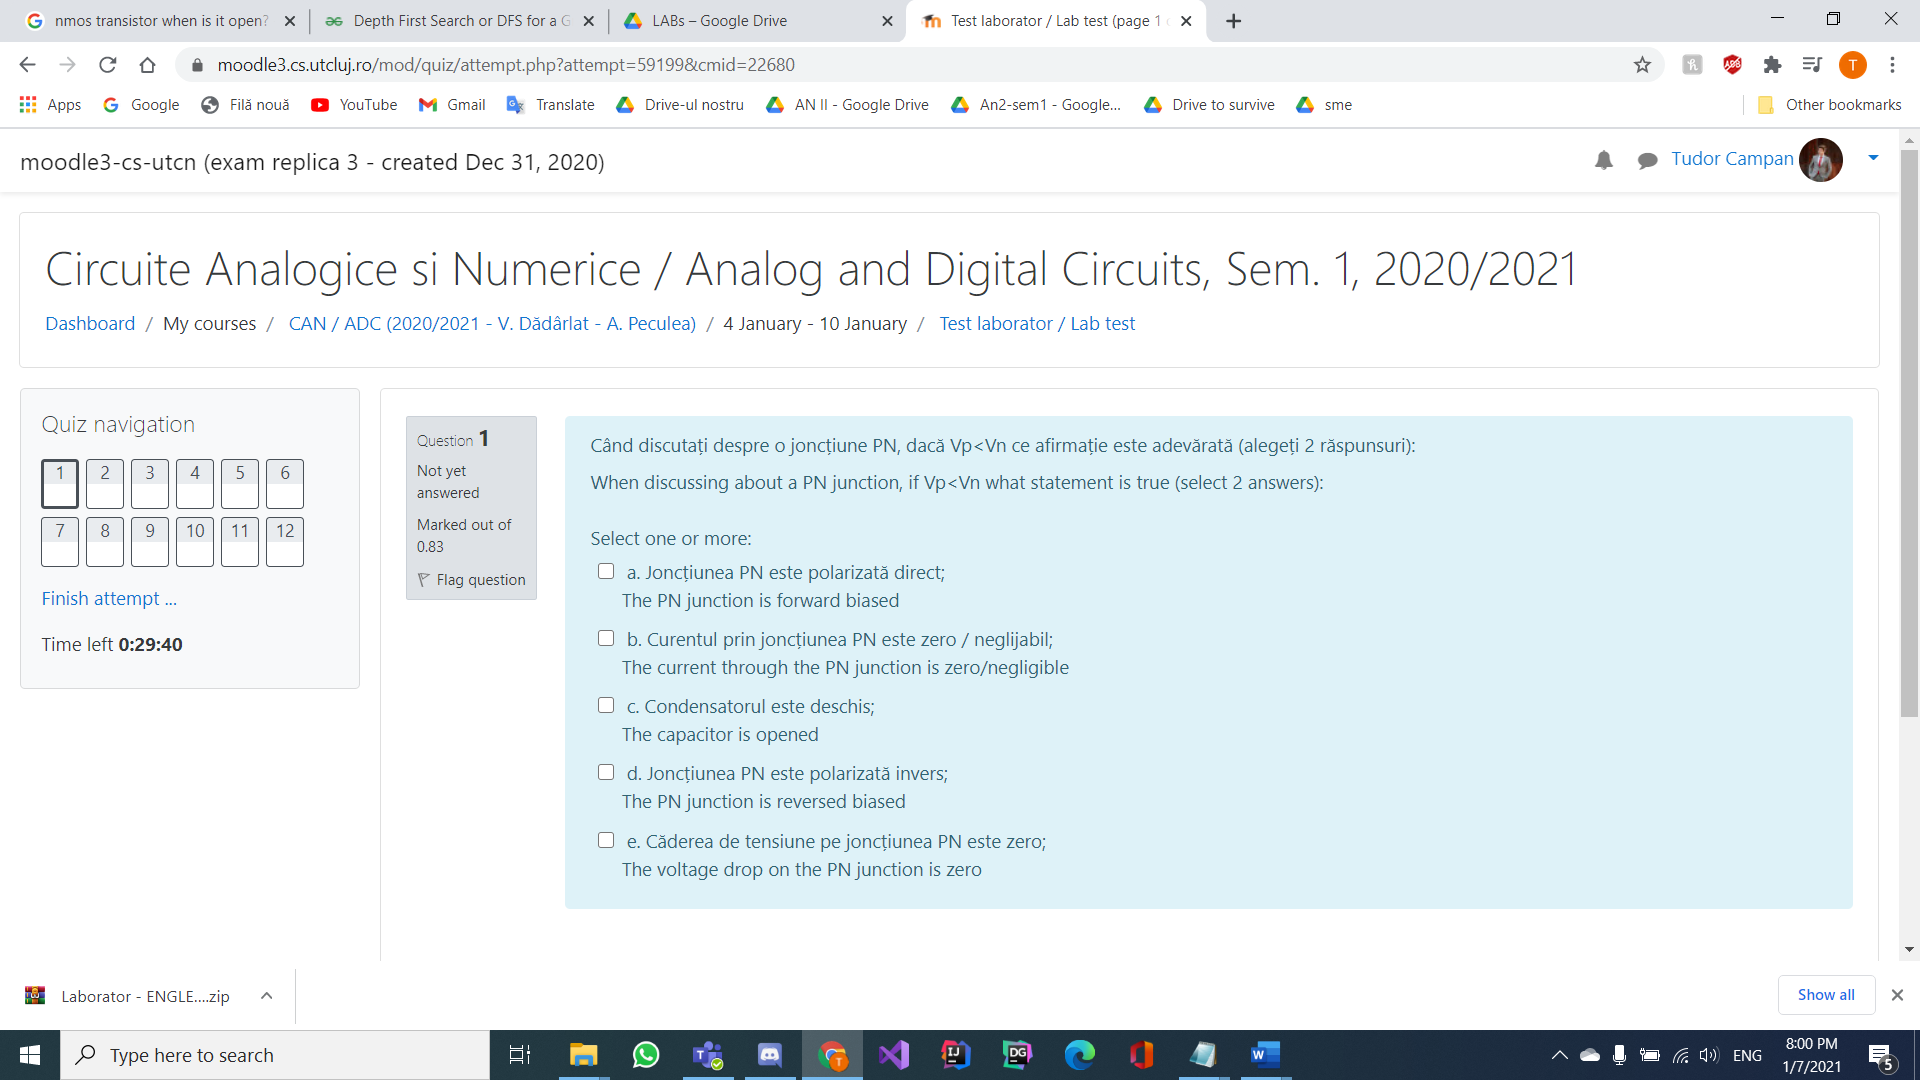 nmos transistor when is it open?
Depth First Search or DFS for a G
LABs – Google Drive
Test laborator / Lab test (page 1
moodle3.cs.utcluj.ro/mod/quiz/attempt.php?attempt=59199&cmid=22680
T
Apps
Google
Filă nouă
YouTube
Gmail
Translate
Drive-ul nostru
AN II - Google Drive
An2-sem1 - Google...
Drive to survive
sme
Other bookmarks
moodle3-cs-utcn (exam replica 3 - created Dec 31, 2020)
Tudor Campan
Circuite Analogice si Numerice / Analog and Digital Circuits, Sem. 1, 2020/2021
Dashboard / My courses / CAN / ADC (2020/2021 - V. Dădârlat - A. Peculea) / 4 January - 10 January / Test laborator / Lab test
Quiz navigation
1 2 3 4 5 6
7 8 9 10 11 12
Finish attempt ...
Time left 0:29:40
Question 1
Not yet
answered
Marked out of
0.83
Flag question
Când discutați despre o joncțiune PN, dacă Vp<Vn ce afirmație este adevărată (alegeți 2 răspunsuri):
When discussing about a PN junction, if Vp<Vn what statement is true (select 2 answers):
Select one or more:
a. Joncțiunea PN este polarizată direct;
The PN junction is forward biased
b. Curentul prin joncțiunea PN este zero / neglijabil;
The current through the PN junction is zero/negligible
c. Condensatorul este deschis;
The capacitor is opened
d. Joncțiunea PN este polarizată invers;
The PN junction is reversed biased
e. Căderea de tensiune pe joncțiunea PN este zero;
The voltage drop on the PN junction is zero
Laborator - ENGLE....zip
Show all
Type here to search
ENG
8:00 PM
1/7/2021
5